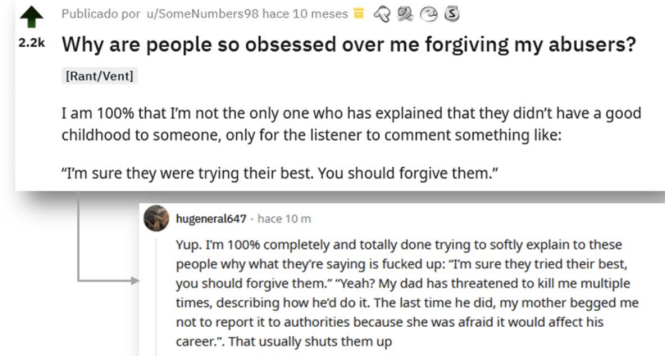 Publicado por u/SomeNumbers98 hace 10 meses
2.2k Why are people so obsessed over me forgiving my abusers?
[Rant/Vent]
I am 100% that I'm not the only one who has explained that they didn't have a good
childhood to someone, only for the listener to comment something like:
“I'm sure they were trying their best. You should forgive them.”
hugeneral647 · hace 10 m
Yup. I'm 100% completely and totally done trying to softly explain to these
people why what they're saying is fucked up: “I'm sure they tried their best,
you should forgive them.” “Yeah? My dad has threatened to kill me multiple
times, describing how he'd do it. The last time he did, my mother begged me
not to report it to authorities because she was afraid it would affect his
career.”. That usually shuts them up